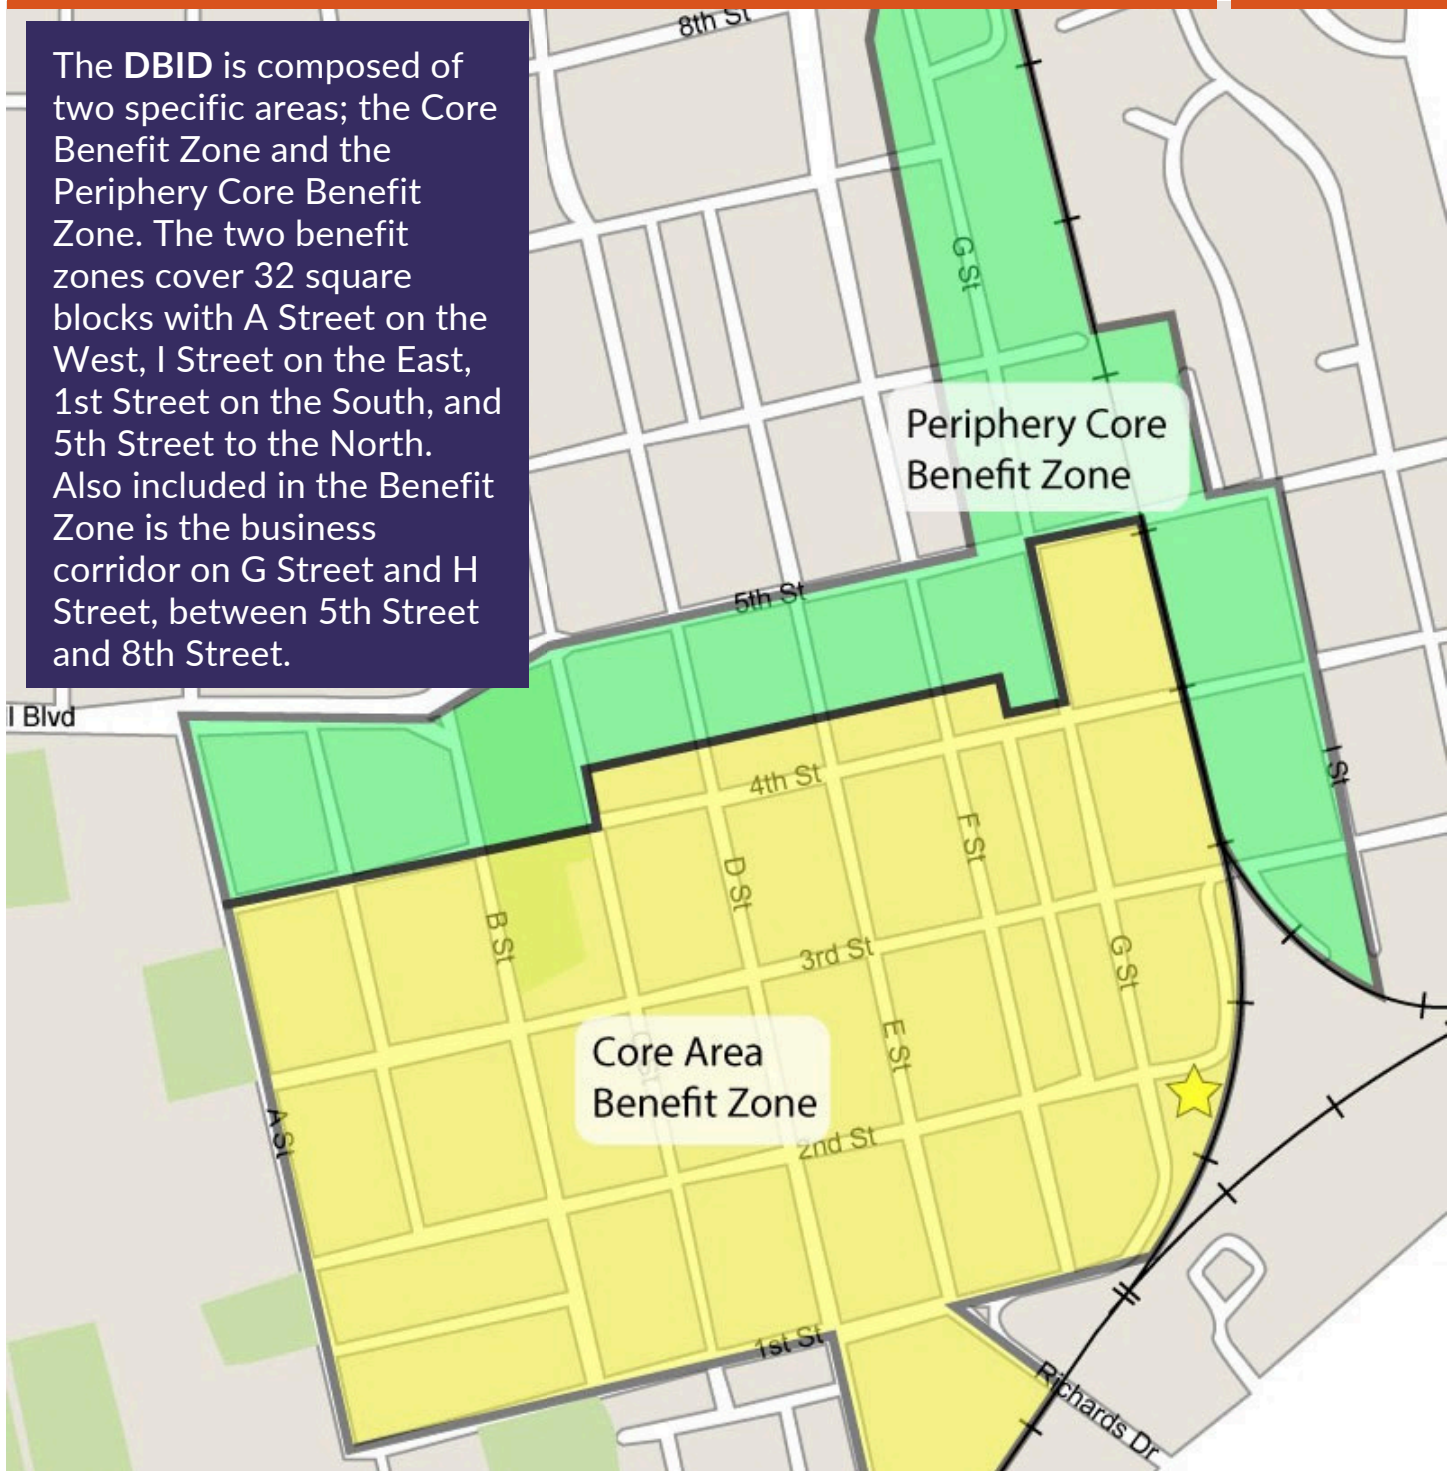 The DBID is composed of
two specific areas; the Core
Benefit Zone and the
Periphery Core Benefit
Zone. The two benefit
zones cover 32 square
blocks with A Street on the
West, I Street on the East,
1st Street on the South, and
5th Street to the North.
Also included in the Benefit
Zone is the business
corridor on G Street and H
Street, between 5th Street
and 8th Street.
8th St
G St
Periphery Core
Benefit Zone
5th St
l Blvd
4th St
I St
F St
D St
B St
3rd St
G St
E St
Core Area
Benefit Zone
A St
2nd St
1st St
Richards Dr